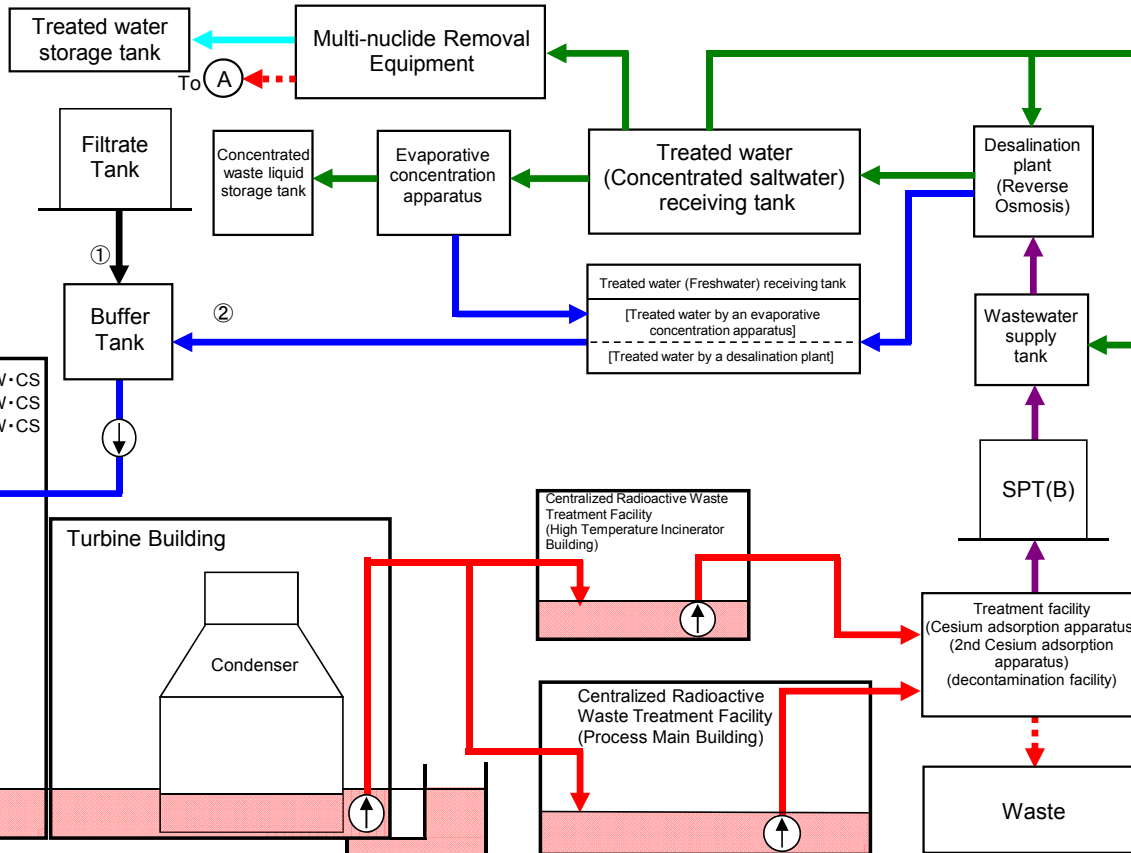 Treated water
storage tank
Multi-nuclide Removal
Equipment
To A
Filtrate
Tank
Concentrated
waste liquid
storage tank
Evaporative
concentration
apparatus
Treated water
(Concentrated saltwater)
receiving tank
Desalination
plant
(Reverse
Osmosis)
①
②
Buffer
Tank
Treated water (Freshwater) receiving tank
[Treated water by an evaporative
concentration apparatus]
[Treated water by a desalination plant]
Wastewater
supply
tank
W・CS
W・CS
W・CS
SPT(B)
Turbine Building
Condenser
Centralized Radioactive Waste
Treatment Facility
(High Temperature Incinerator
Building)
Treatment facility
(Cesium adsorption apparatus
(2nd Cesium adsorption
apparatus)
(decontamination facility)
Centralized Radioactive
Waste Treatment Facility
(Process Main Building)
Waste